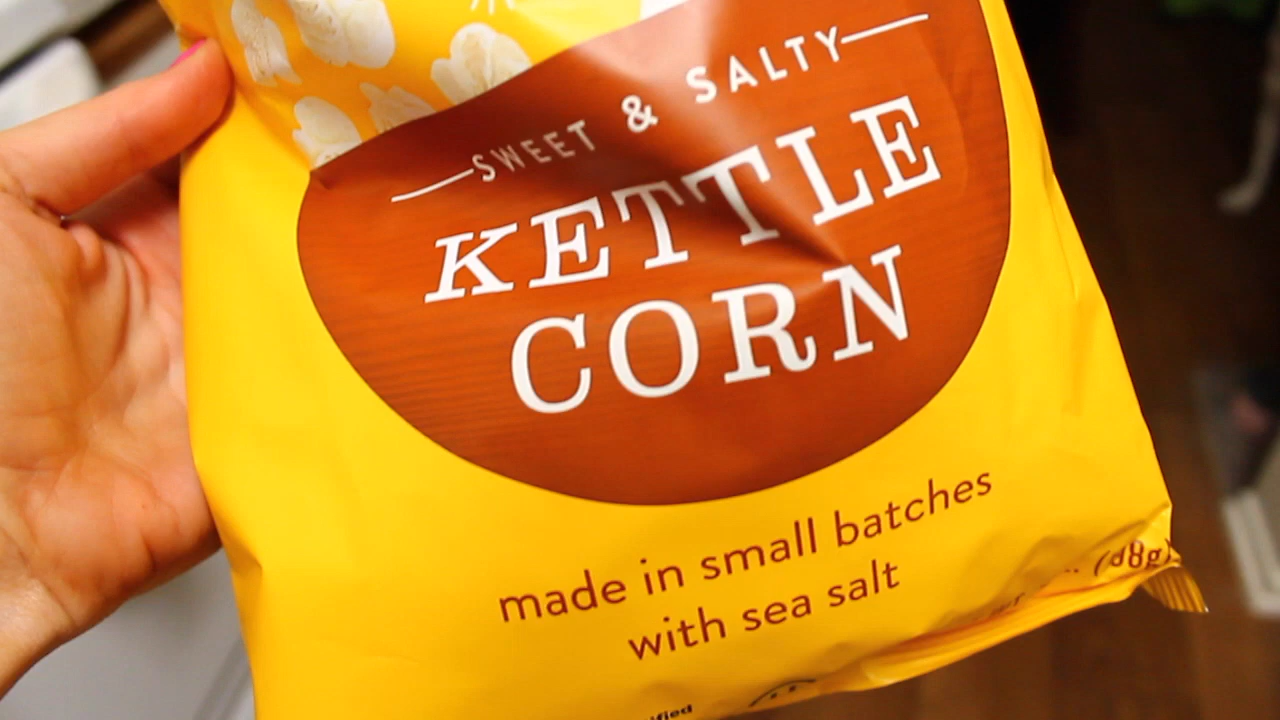 SWEET & SALTY
KETTLE
CORN
made in small batches
with sea salt